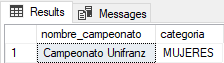 Results Messages
nombre_campeonato categoria
1 Campeonato Unifranz MUJERES